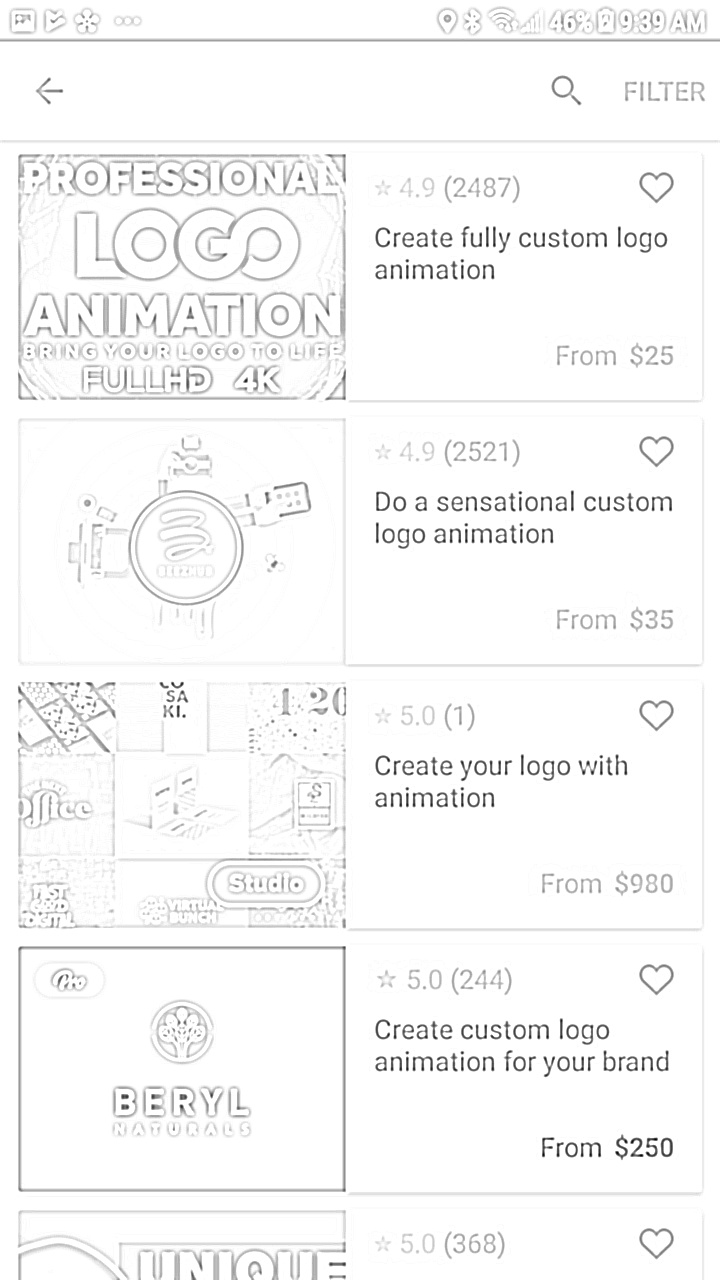 46% 9:39 AM
FILTER
PROFESSIONAL
LOGO
ANIMATION
BRING YOUR LOGO TO LIFE
FULLHD 4K
4.9 (2487)
Create fully custom logo
animation
From $25
BEEZHUB
4.9 (2521)
Do a sensational custom
logo animation
From $35
CO
SA
KI.
Office
Studio
VIRTUAL
BUNCH
DIGITAL
5.0 (1)
Create your logo with
animation
From $980
Pro
BERYL
NATURALS
5.0 (244)
Create custom logo
animation for your brand
From $250
UNIQUE
5.0 (368)